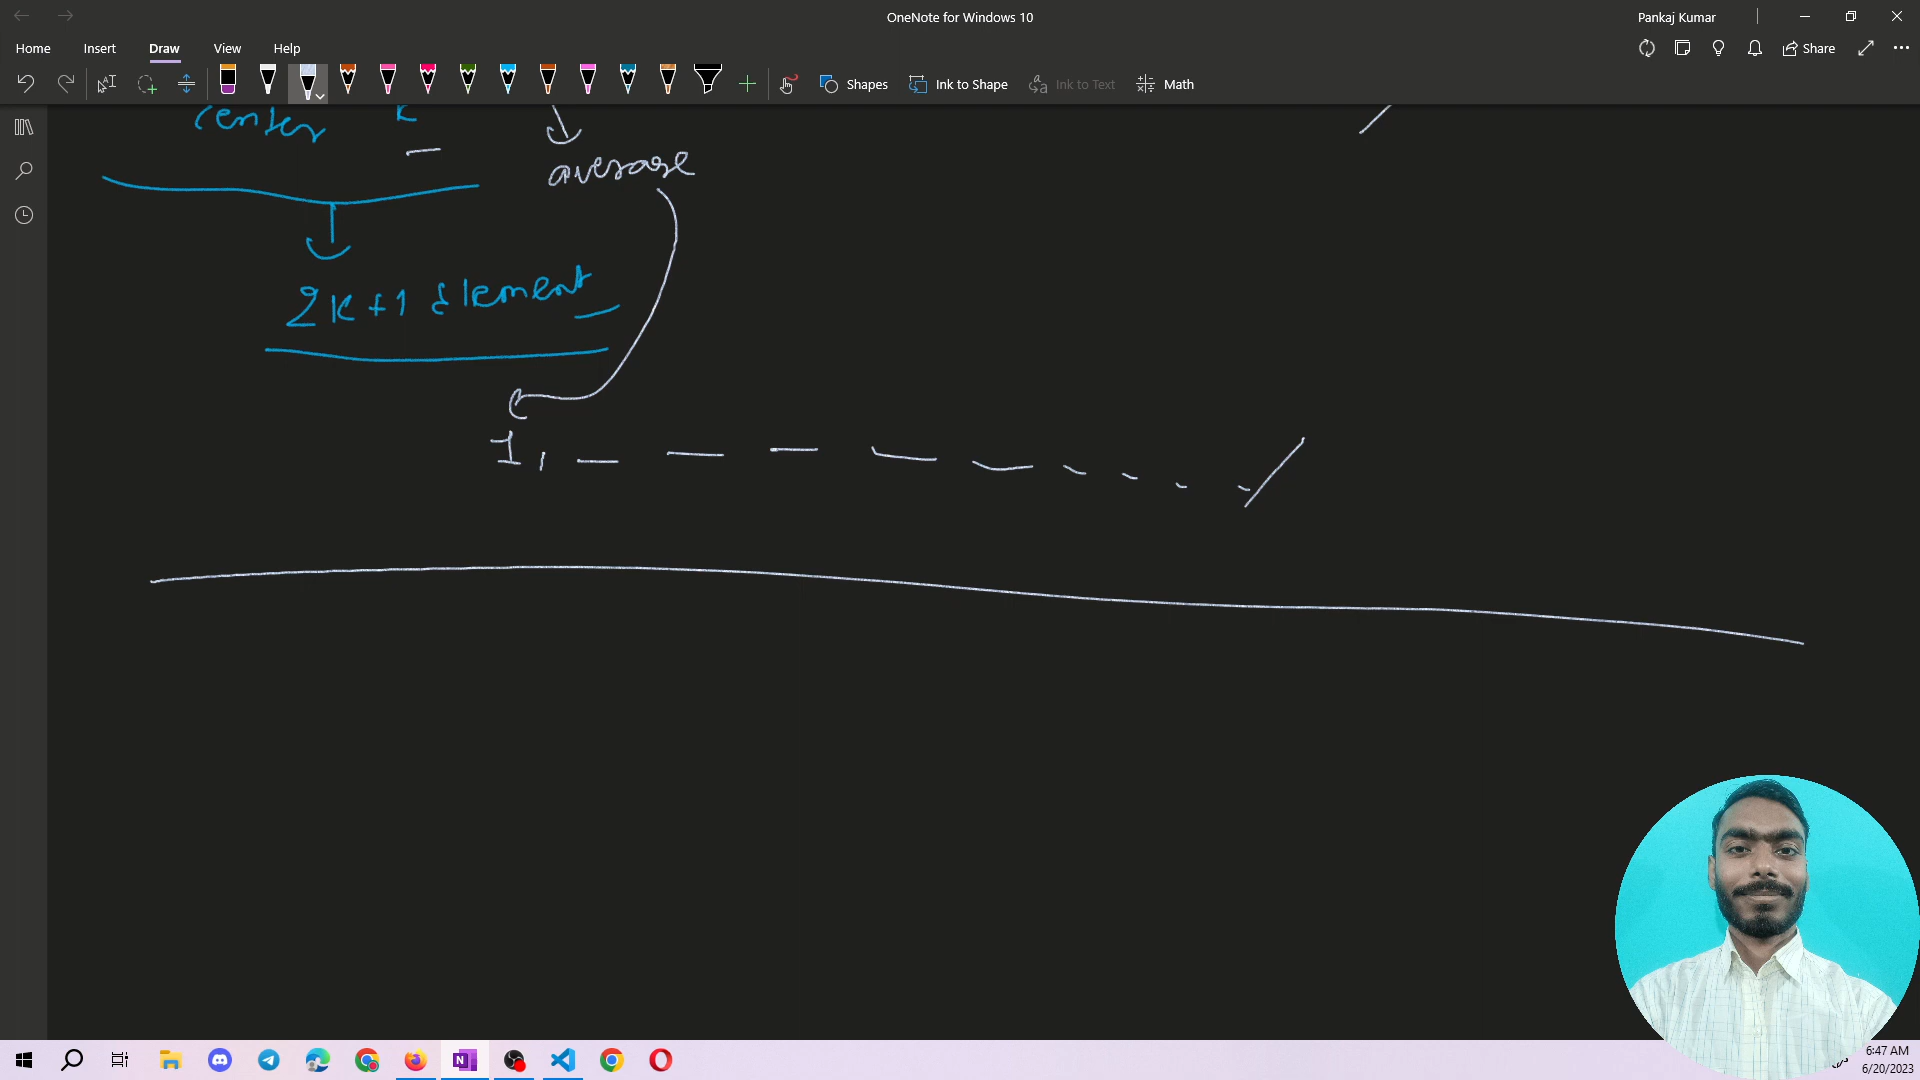 OneNote for Windows 10
Pankaj Kumar
Home Insert Draw View Help
Share
Shapes Ink to Shape Ink to Text Math
center K
average
2K+1 element
1,
6:47 AM
6/20/2023